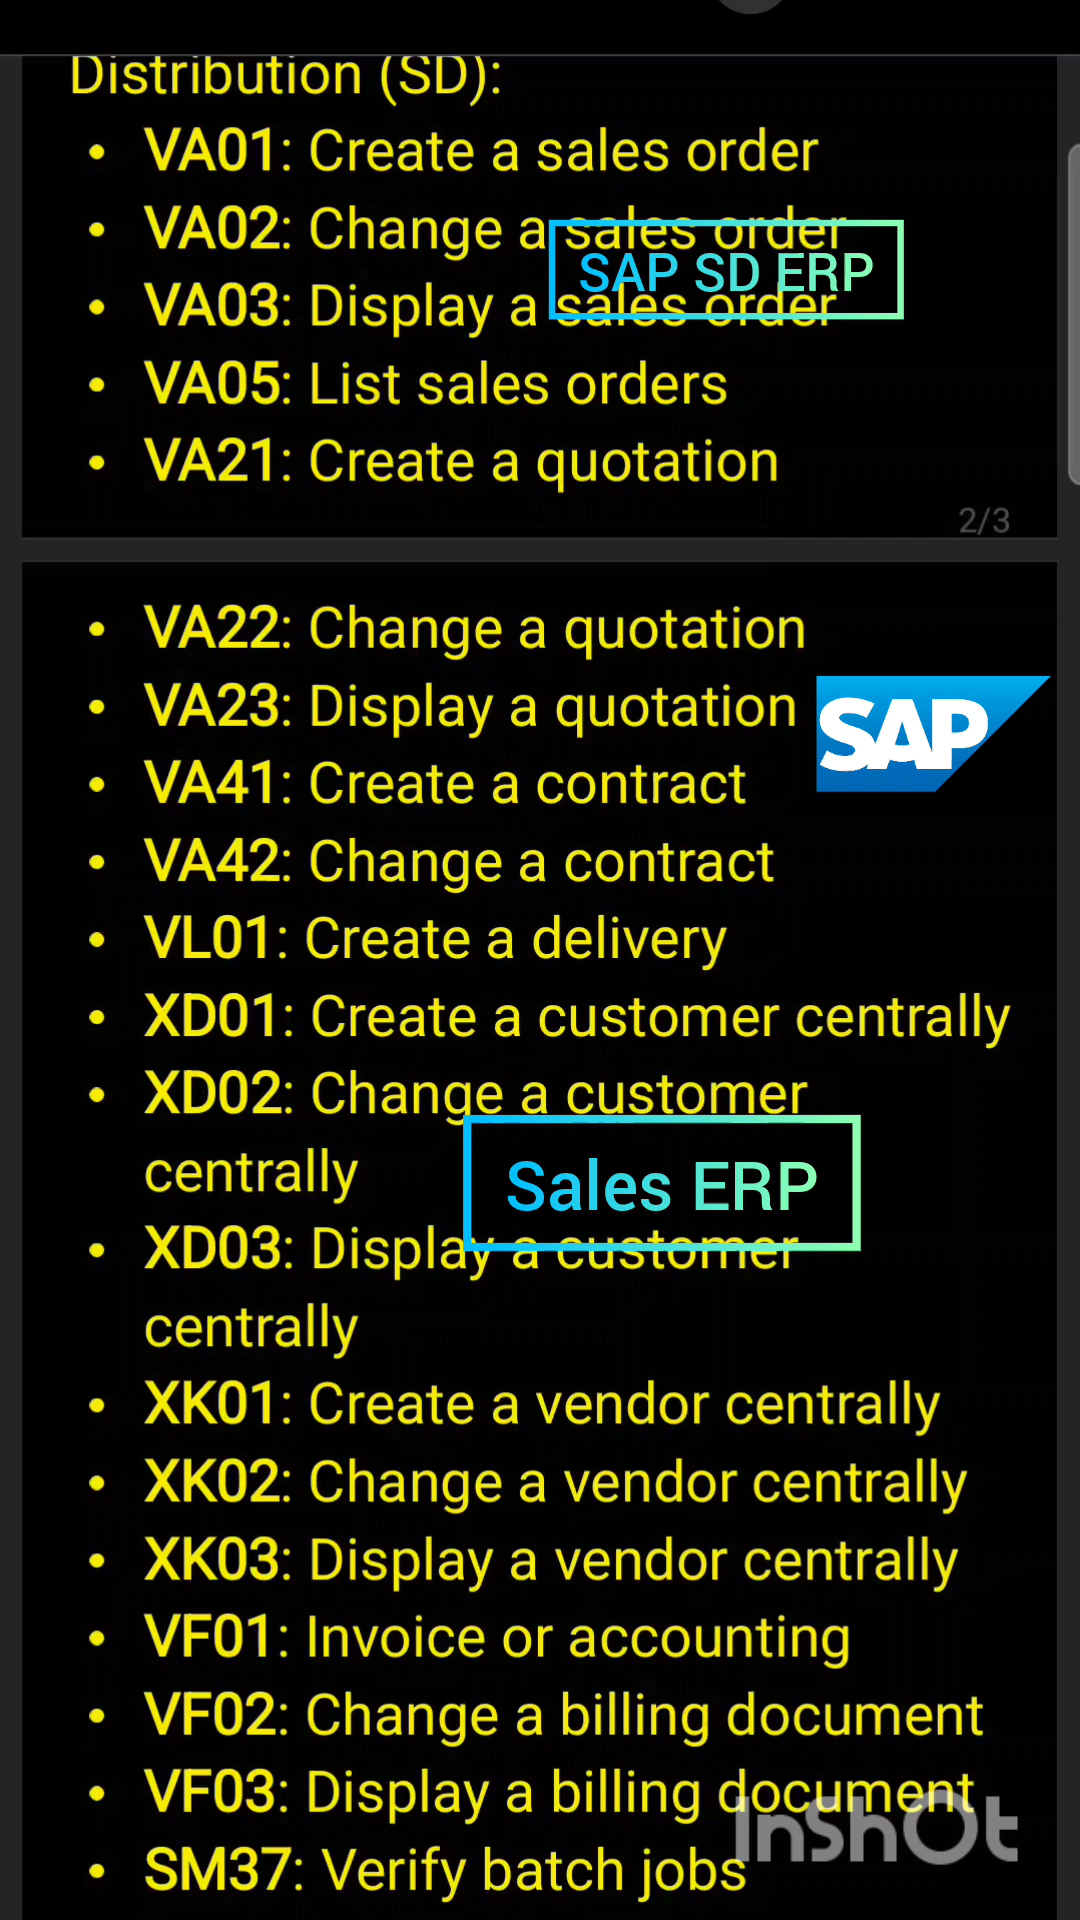 Distribution (SD):
• VA01: Create a sales order
• VA02: Change a sales order
SAP SD ERP
• VA03: Display a sales order
• VA05: List sales orders
• VA21: Create a quotation
2/3
• VA22: Change a quotation
• VA23: Display a quotation
SAP
• VA41: Create a contract
• VA42: Change a contract
• VL01: Create a delivery
• XD01: Create a customer centrally
• XD02: Change a customer
centrally
Sales ERP
• XD03: Display a customer
centrally
• XK01: Create a vendor centrally
• XK02: Change a vendor centrally
• XK03: Display a vendor centrally
• VF01: Invoice or accounting
• VF02: Change a billing document
• VF03: Display a billing document
InShOt
• SM37: Verify batch jobs